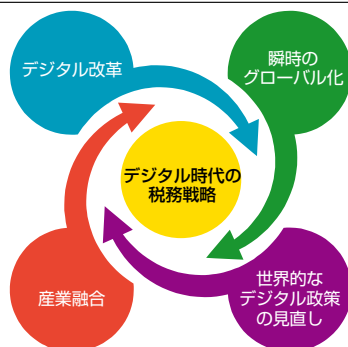 デジタル改革
瞬時の
グローバル化
デジタル時代の
税務戦略
産業融合
世界的な
デジタル政策
の見直し